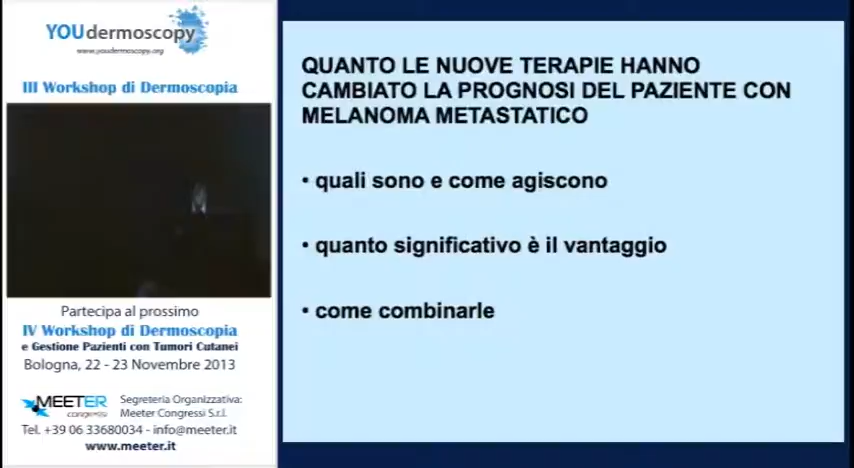 YOUdermoscopy
www.youdermoscopy.org
III Workshop di Dermoscopia
Partecipa al prossimo
IV Workshop di Dermoscopia
e Gestione Pazienti con Tumori Cutanei
Bologna, 22 - 23 Novembre 2013
MEETER
congressi
Segreteria Organizzativa:
Meeter Congressi S.r.l.
Tel. +39 06 33680034 - info@meeter.it
www.meeter.it
QUANTO LE NUOVE TERAPIE HANNO
CAMBIATO LA PROGNOSI DEL PAZIENTE CON
MELANOMA METASTATICO
• quali sono e come agiscono
• quanto significativo è il vantaggio
• come combinarle